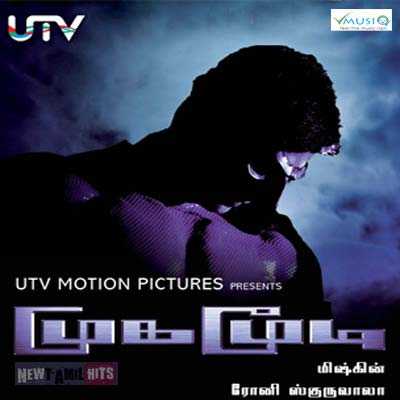 UTV
VMUSIQ
UTV MOTION PICTURES PRESENTS
முகமூடி
NEW TAMIL HITS
மிஷ்கின்
ரோனி ஸ்குருவாலா